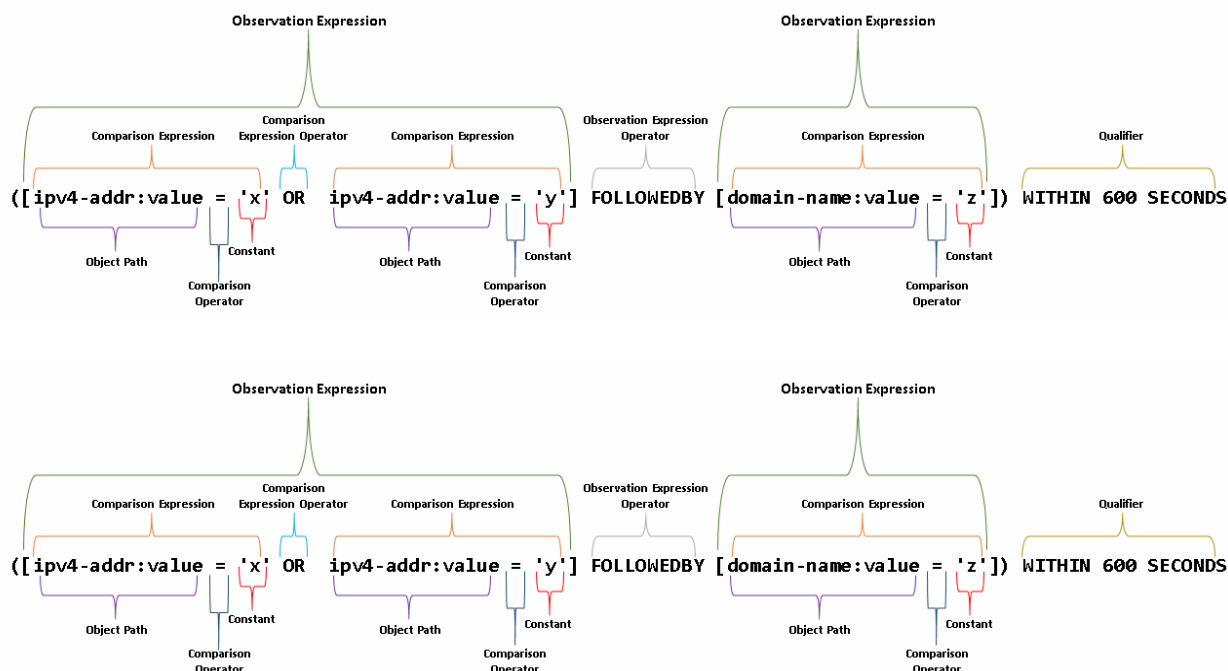 Observation Expression Observation Expression
Comparison Observation Expression
Comparison Expression Expression Operator Comparison Expression Operator Comparison Expression Qualifier
([ipv4-addr:value = 'x' OR ipv4-addr:value = 'y'] FOLLOWEDBY [domain-name:value = 'z']) WITHIN 600 SECONDS
Object Path Constant Object Path Constant Object Path Constant
Comparison Comparison Comparison
Operator Operator Operator
Observation Expression Observation Expression
Comparison Observation Expression
Comparison Expression Expression Operator Comparison Expression Operator Comparison Expression Qualifier
([ipv4-addr:value = 'x' OR ipv4-addr:value = 'y'] FOLLOWEDBY [domain-name:value = 'z']) WITHIN 600 SECONDS
Object Path Constant Object Path Constant Object Path Constant
Comparison Comparison Comparison
Operator Operator Operator